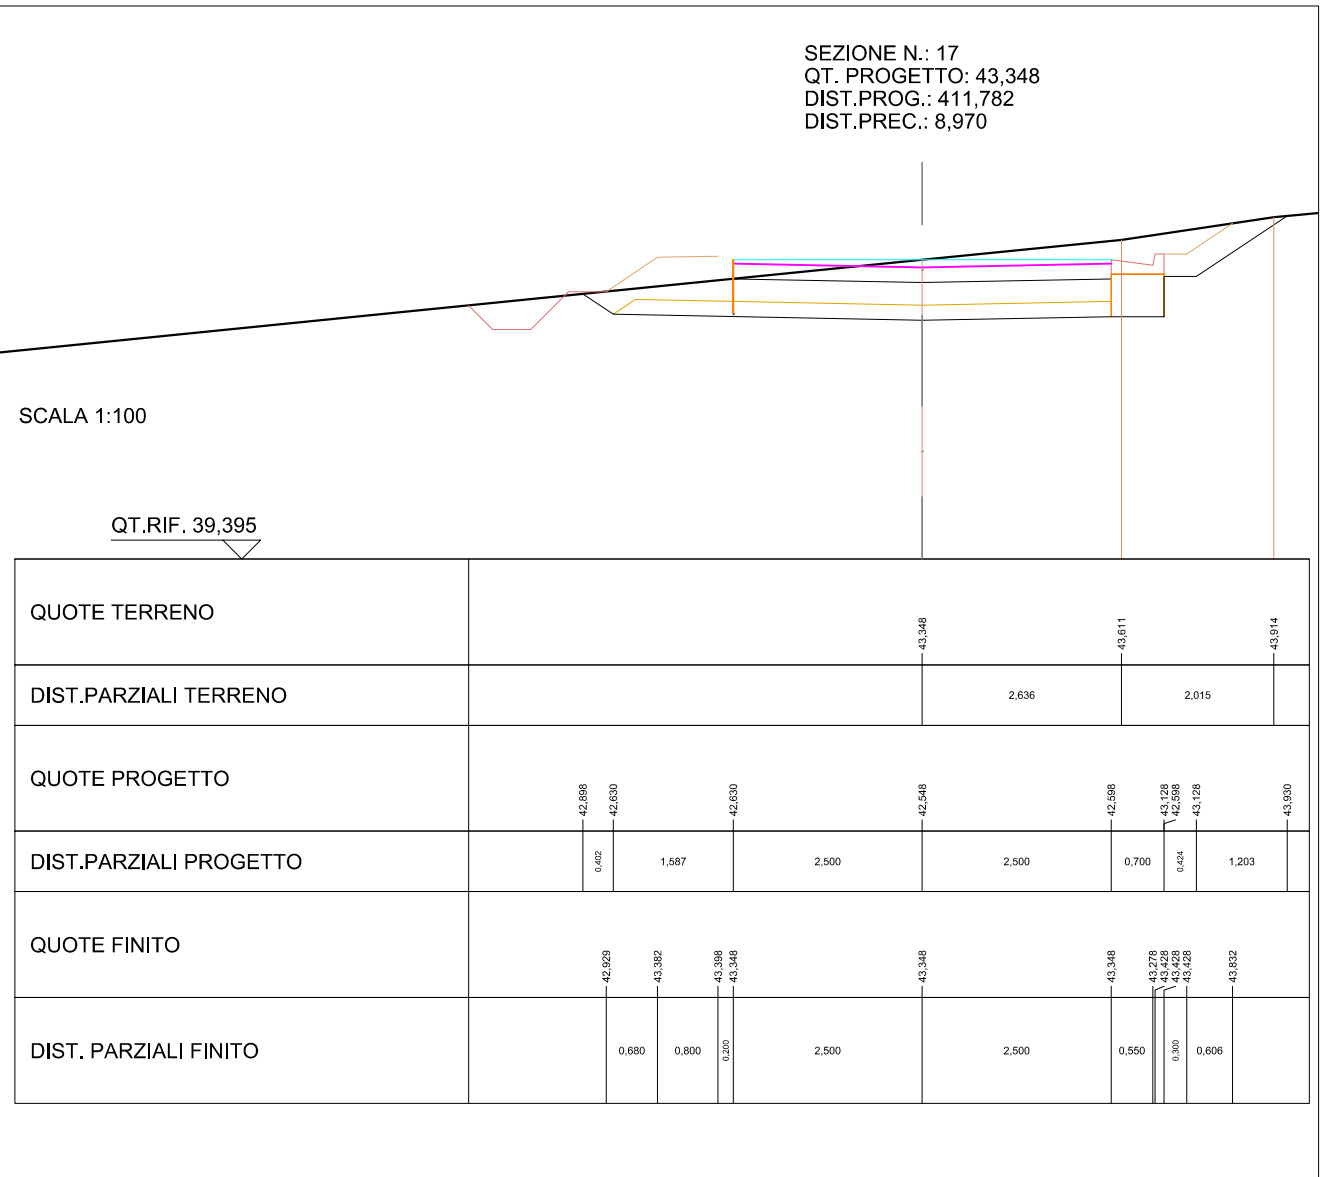 SEZIONE N.: 17
QT. PROGETTO: 43,348
DIST.PROG.: 411,782
DIST.PREC.: 8,970
SCALA 1:100
QT.RIF. 39,395
QUOTE TERRENO
43,348 43,611 43,914
DIST.PARZIALI TERRENO
2,636 2,015
QUOTE PROGETTO
42,898 42,630 42,630 42,548 42,598 43,128 42,598 43,128 43,930
DIST.PARZIALI PROGETTO
0,402 1,587 2,500 2,500 0,700 0,424 1,203
QUOTE FINITO
42,929 43,382 43,398 43,348 43,348 43,348 43,278 43,428 43,428 43,428 43,832
DIST. PARZIALI FINITO
0,680 0,800 0,200 2,500 2,500 0,550 0,300 0,606